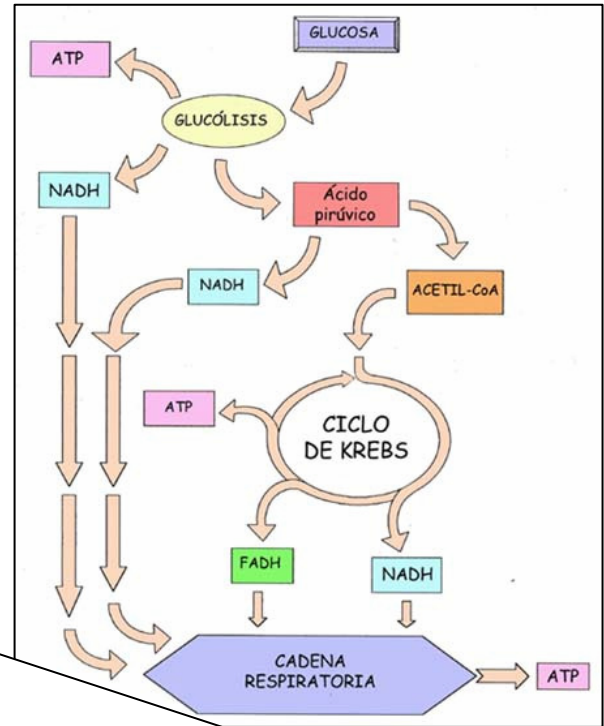 GLUCOSA
ATP
GLUCÓLISIS
NADH
Ácido
pirúvico
NADH
ACETIL-CoA
ATP
CICLO
DE KREBS
FADH
NADH
CADENA
RESPIRATORIA
ATP